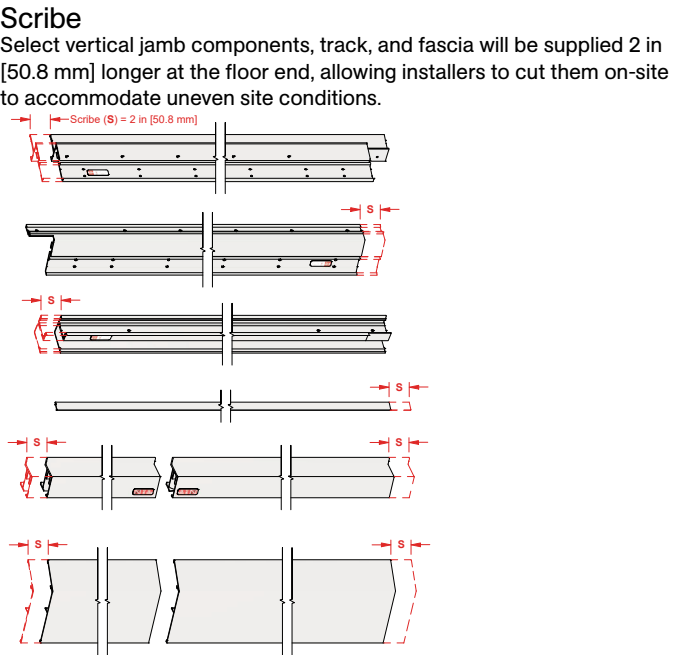 Scribe
Select vertical jamb components, track, and fascia will be supplied 2 in
[50.8 mm] longer at the floor end, allowing installers to cut them on-site
to accommodate uneven site conditions.
Scribe (S) = 2 in [50.8 mm]
S
S
S
S
S
S
S